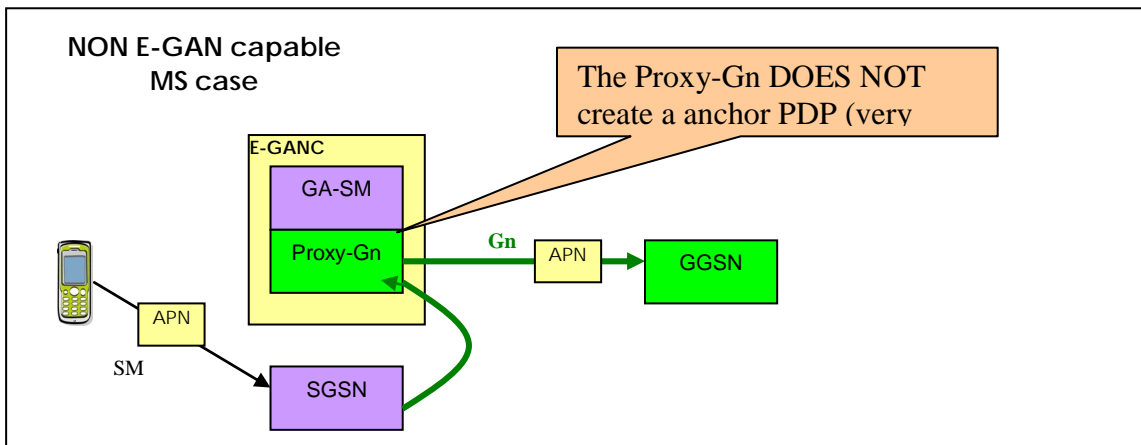 NON E-GAN capable
MS case
The Proxy-Gn DOES NOT
create a anchor PDP (very
E-GANC
GA-SM
Proxy-Gn
Gn
APN
GGSN
APN
SM
SGSN